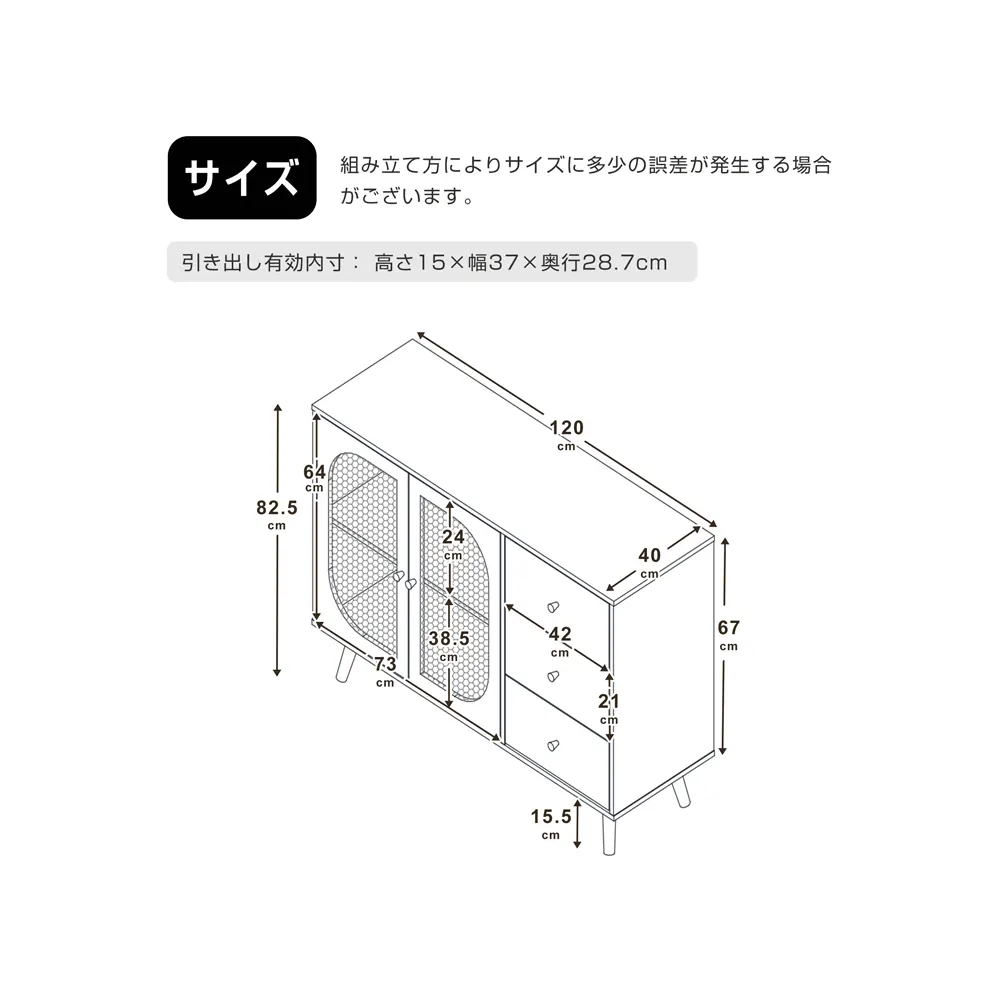 サイズ
組み立て方によりサイズに多少の誤差が発生する場合
がございます。
引き出し有効内寸： 高さ15×幅37×奥行28.7cm
120
cm
64
cm
82.5
cm
24
cm
40
cm
42
cm
38.5
cm
67
cm
73
cm
21
cm
15.5
cm